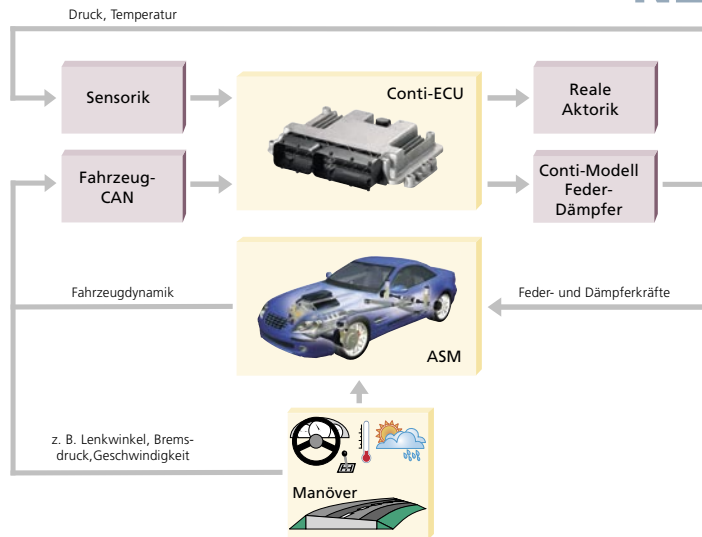 Druck, Temperatur
Sensorik
Conti-ECU
Reale
Aktorik
Fahrzeug-
CAN
Conti-Modell
Feder-
Dämpfer
Fahrzeugdynamik
Feder- und Dämpferkräfte
ASM
z. B. Lenkwinkel, Brems-
druck,Geschwindigkeit
Manöver